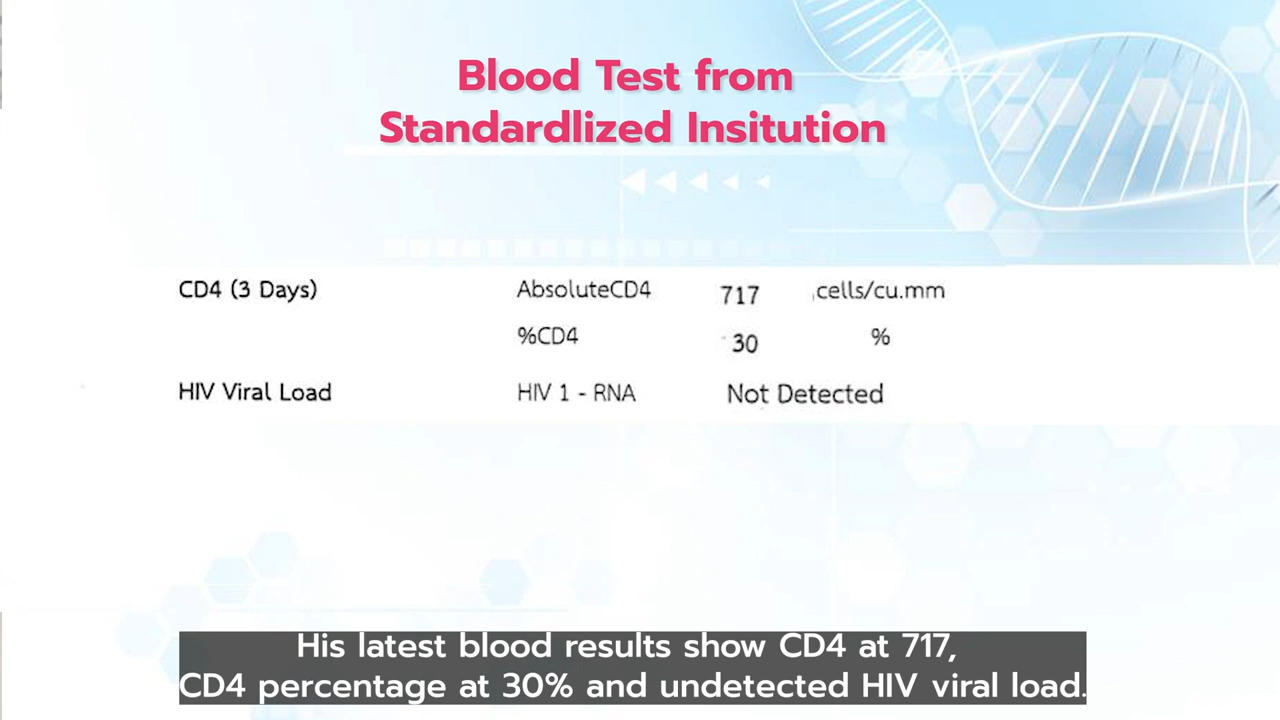 Blood Test from
Standardlized Insitution
CD4 (3 Days) AbsoluteCD4 717 cells/cu.mm
%CD4 30 %
HIV Viral Load HIV 1 - RNA Not Detected
His latest blood results show CD4 at 717,
CD4 percentage at 30% and undetected HIV viral load.